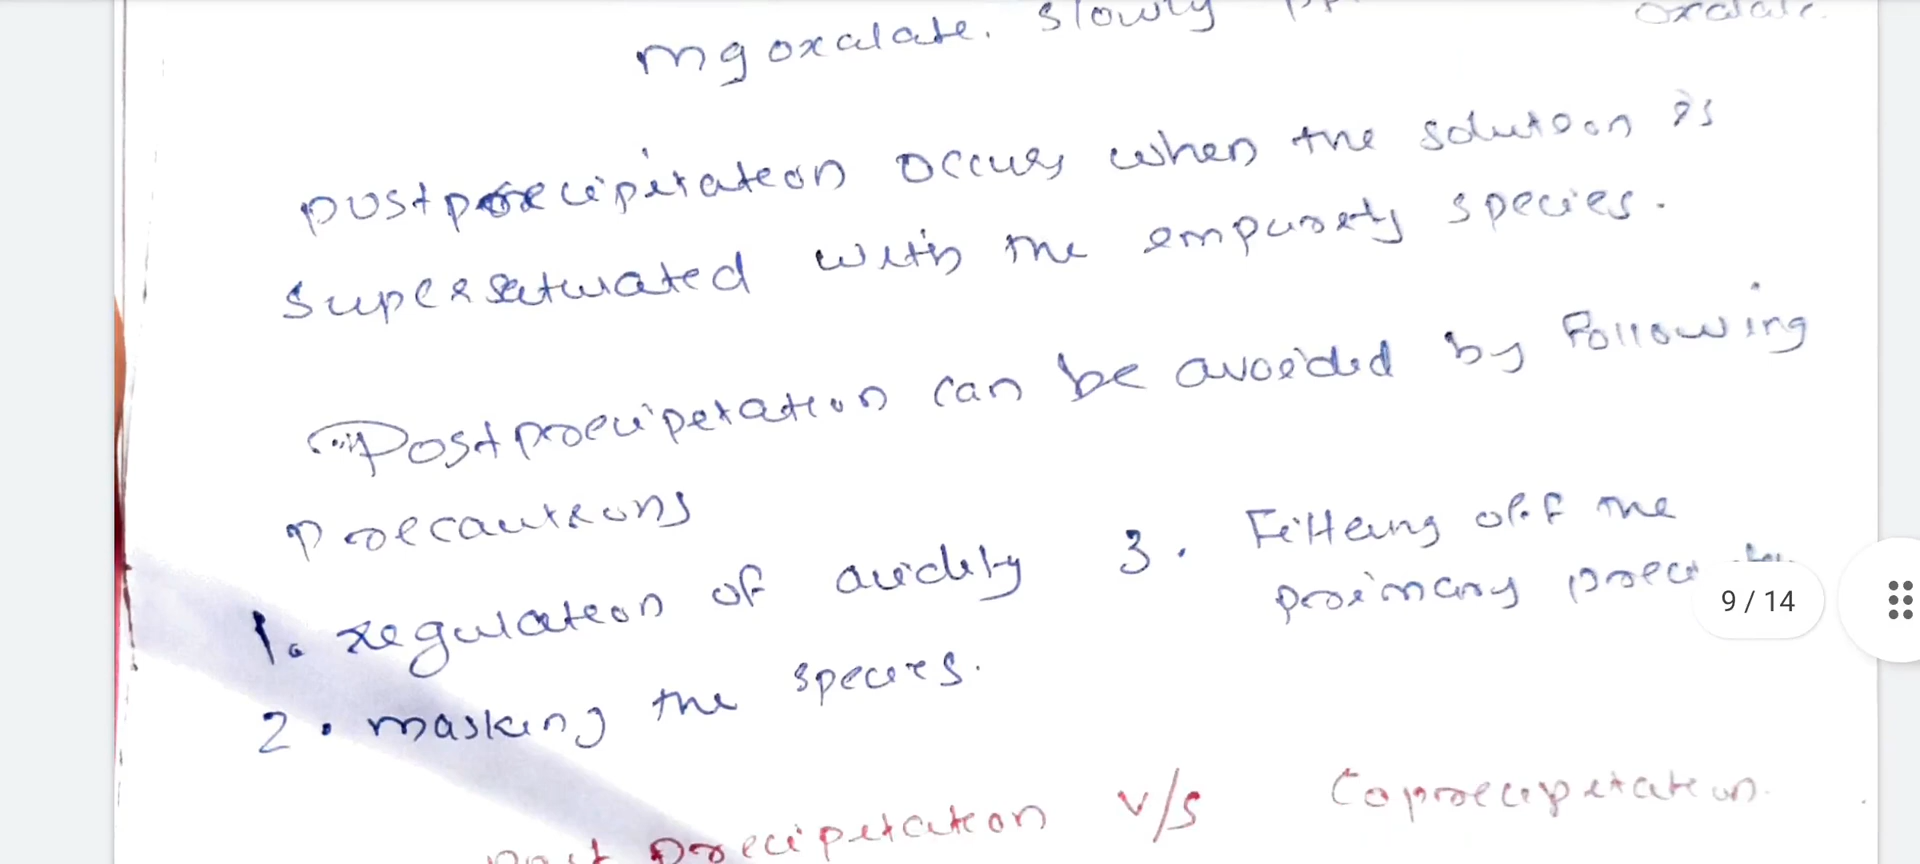 mg oxalate. slowly oxalate.
postprecipitation occurs when the solution is
supersaturated with the impurity species.
Postprecipitation can be avoided by Following
precautions
1. regulation of acidity 3. Filtering off the
primary
2. masking the species.
9 / 14
Post precipitation v/s Coprecipitation.